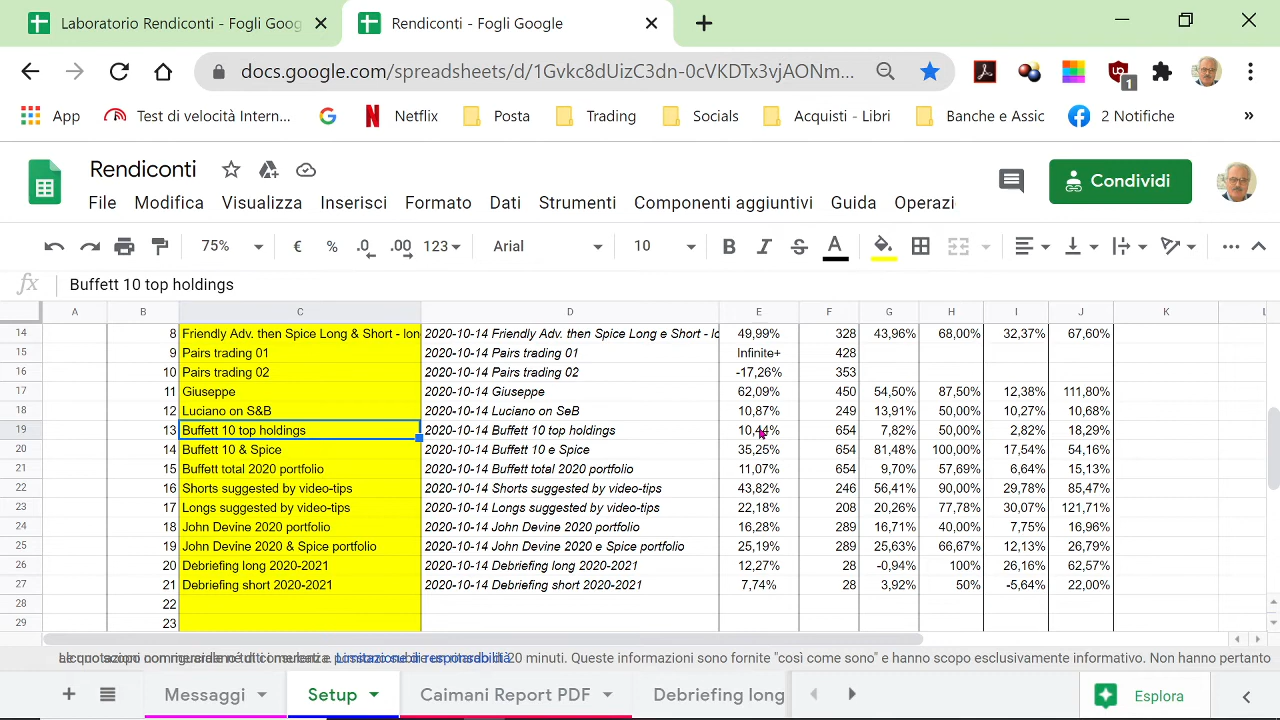 Laboratorio Rendiconti - Fogli Goog
Rendiconti - Fogli Google
docs.google.com/spreadsheets/d/1Gvkc8dUizC3dn-0cVKDTx3vjAONm...
1
App
Test di velocità Intern...
Netflix
Posta
Trading
Socials
Acquisti - Libri
Banche e Assic
2 Notifiche
»
Rendiconti
Condividi
File Modifica Visualizza Inserisci Formato Dati Strumenti Componenti aggiuntivi Guida Operazi
75% € % .0 .00 123 Arial 10 B I S A
fx Buffett 10 top holdings
A B C D E F G H I J K L
14 8 Friendly Adv. then Spice Long & Short - lon 2020-10-14 Friendly Adv. then Spice Long e Short - lo 49,99% 328 43,96% 68,00% 32,37% 67,60%
15 9 Pairs trading 01 2020-10-14 Pairs trading 01 Infinite+ 428
16 10 Pairs trading 02 2020-10-14 Pairs trading 02 -17,26% 353
17 11 Giuseppe 2020-10-14 Giuseppe 62,09% 450 54,50% 87,50% 12,38% 111,80%
18 12 Luciano on S&B 2020-10-14 Luciano on SeB 10,87% 249 13,91% 50,00% 10,27% 10,68%
19 13 Buffett 10 top holdings 2020-10-14 Buffett 10 top holdings 10,44% 654 7,82% 50,00% 2,82% 18,29%
20 14 Buffett 10 & Spice 2020-10-14 Buffett 10 e Spice 35,25% 654 81,48% 100,00% 17,54% 54,16%
21 15 Buffett total 2020 portfolio 2020-10-14 Buffett total 2020 portfolio 11,07% 654 9,70% 57,69% 6,64% 15,13%
22 16 Shorts suggested by video-tips 2020-10-14 Shorts suggested by video-tips 43,82% 246 56,41% 90,00% 29,78% 85,47%
23 17 Longs suggested by video-tips 2020-10-14 Longs suggested by video-tips 22,18% 208 20,26% 77,78% 30,07% 121,71%
24 18 John Devine 2020 portfolio 2020-10-14 John Devine 2020 portfolio 16,28% 289 16,71% 40,00% 7,75% 16,96%
25 19 John Devine 2020 & Spice portfolio 2020-10-14 John Devine 2020 e Spice portfolio 25,19% 289 25,63% 66,67% 12,13% 26,79%
26 20 Debriefing long 2020-2021 2020-10-14 Debriefing long 2020-2021 12,27% 28 -0,94% 100% 26,16% 62,57%
27 21 Debriefing short 2020-2021 2020-10-14 Debriefing short 2020-2021 7,74% 28 3,92% 50% -5,64% 22,00%
28 22
29 23
di 20 minuti. Queste informazioni sono fornite "così come sono" e hanno scopo esclusivamente informativo. Non hanno pertanto
Messaggi Setup Caimani Report PDF Debriefing long Esplora